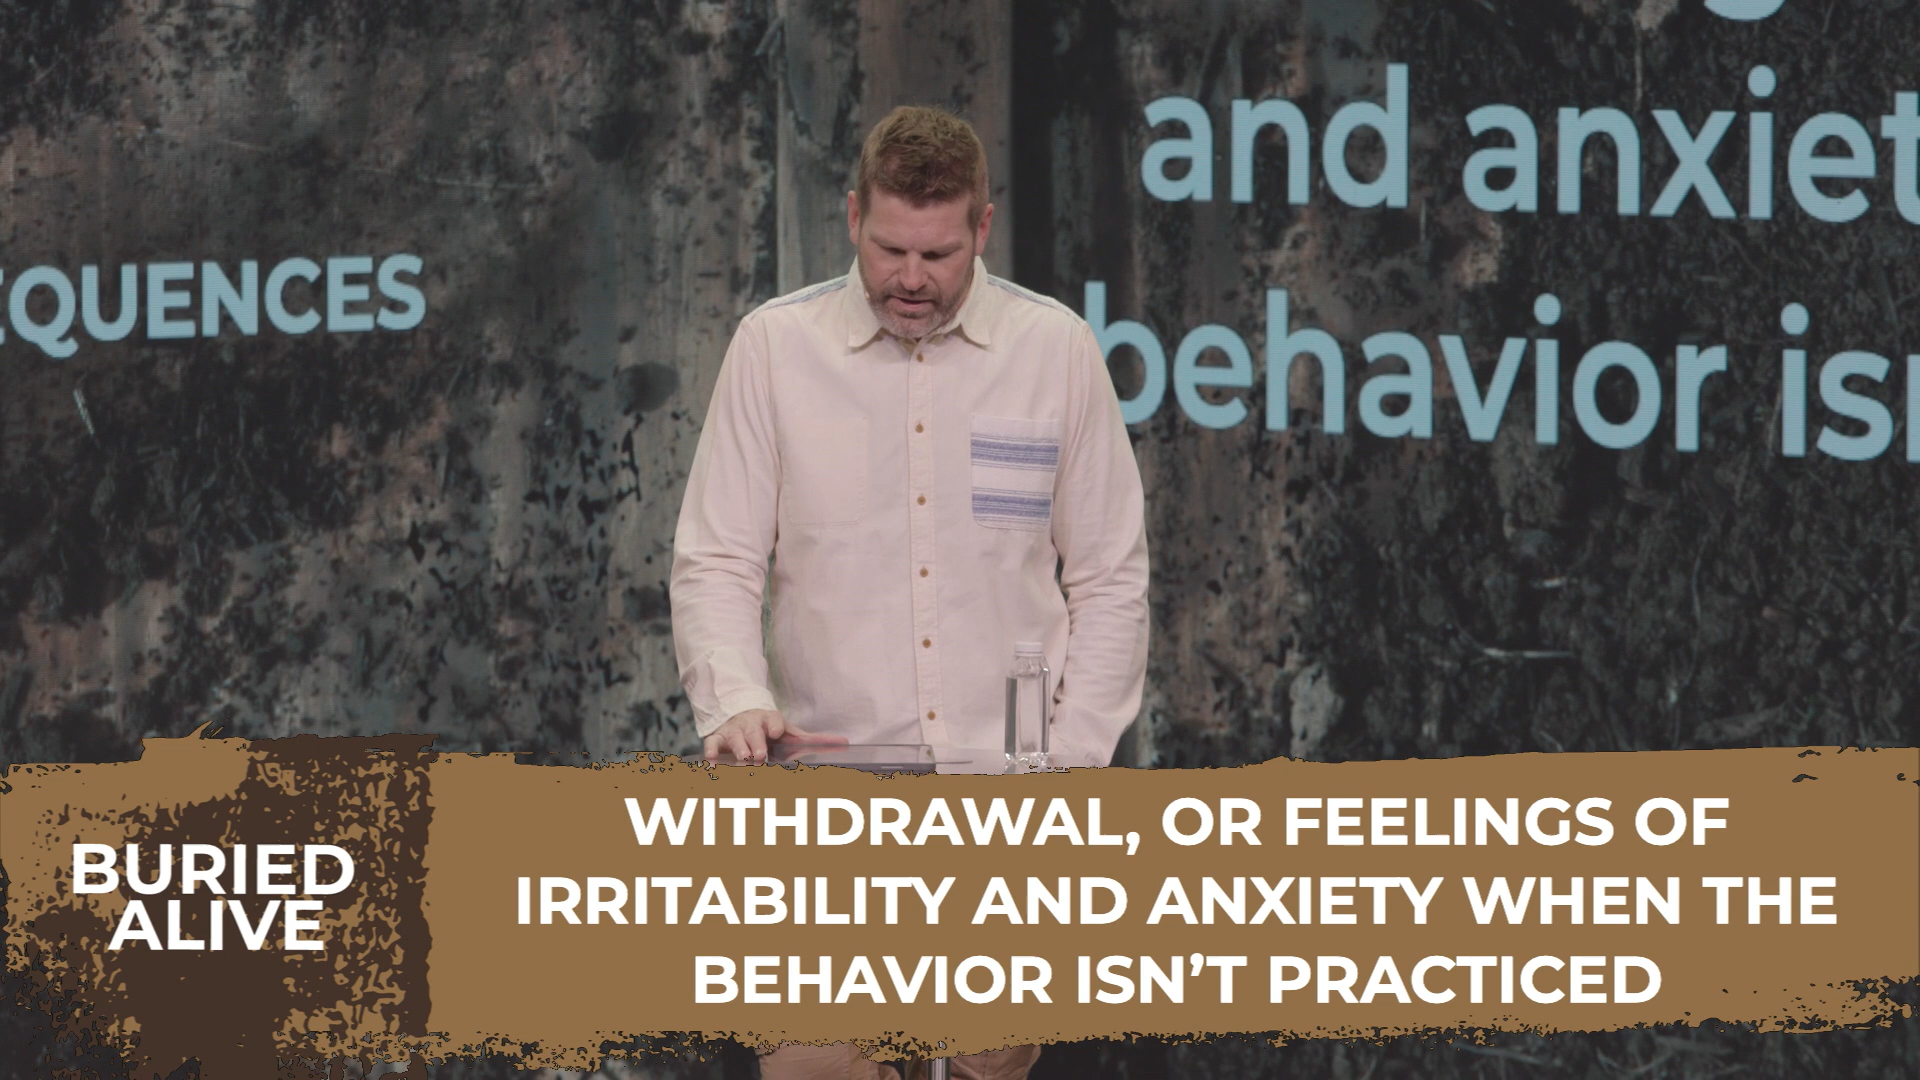 and anxiet
EQUENCES
behavior is
BURIED
ALIVE
WITHDRAWAL, OR FEELINGS OF
IRRITABILITY AND ANXIETY WHEN THE
BEHAVIOR ISN’T PRACTICED